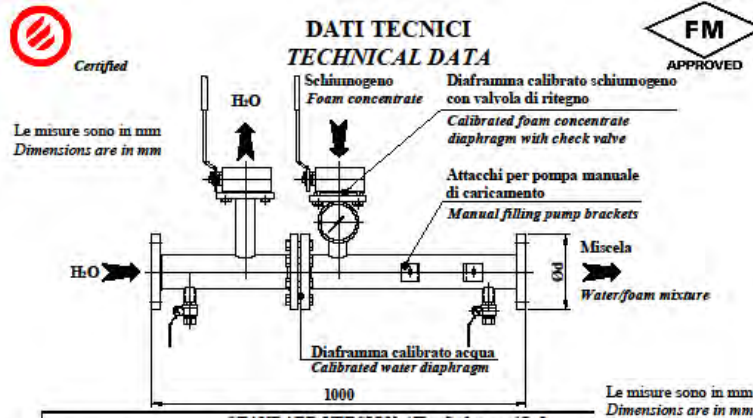 DATI TECNICI
TECHNICAL DATA
Certified
FM
APPROVED
Le misure sono in mm
Dimensions are in mm
H₂O
Schiumogeno
Foam concentrate
Diaframma calibrato schiumogeno
con valvola di ritegno
Calibrated foam concentrate
diaphragm with check valve
Attacchi per pompa manuale
di caricamento
Manual filling pump brackets
H₂O
Ød
Miscela
Water/foam mixture
Diaframma calibrato acqua
Calibrated water diaphragm
1000
Le misure sono in mm
Dimensions are in mm